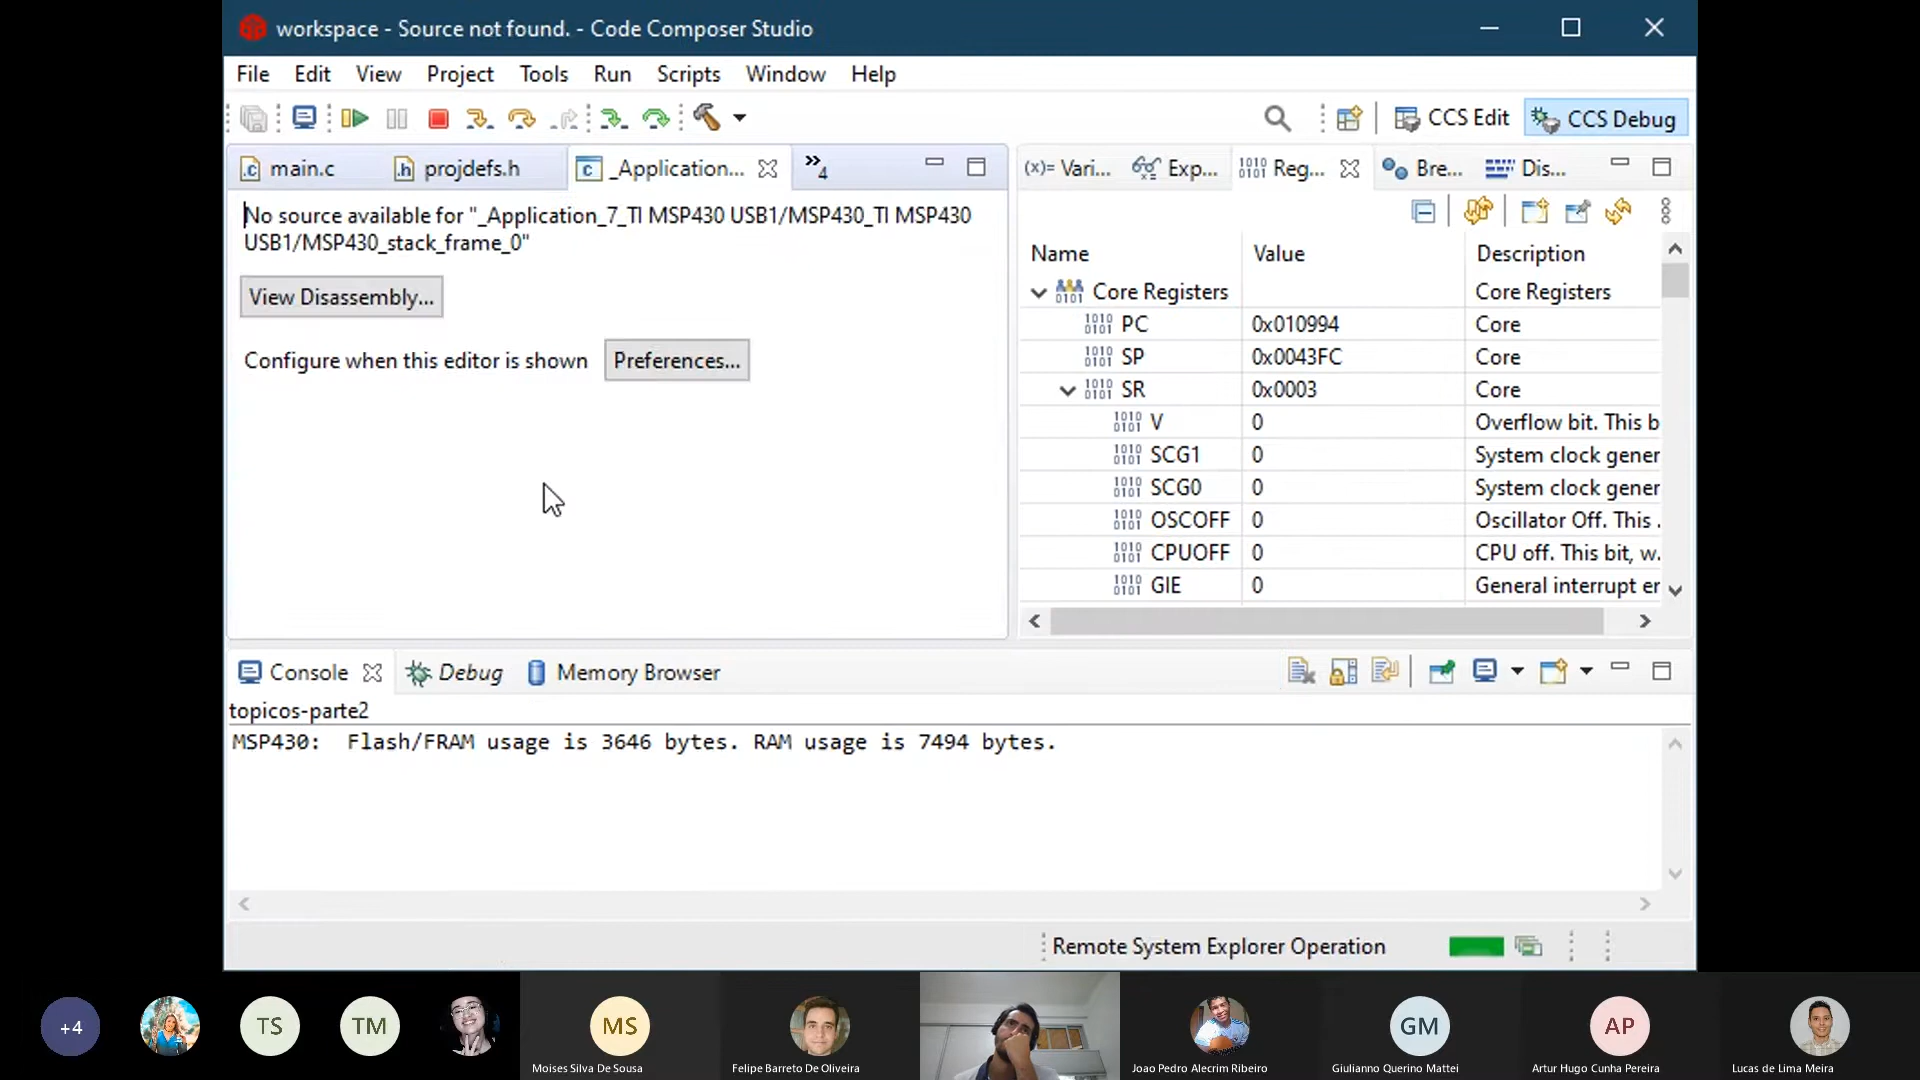 workspace - Source not found. - Code Composer Studio
File Edit View Project Tools Run Scripts Window Help
CCS Edit CCS Debug
main.c projdefs.h _Application... »4
(x)= Vari... Exp... Reg... Bre... Dis...
No source available for "_Application_7_TI MSP430 USB1/MSP430_TI MSP430
USB1/MSP430_stack_frame_0"
View Disassembly...
Configure when this editor is shown Preferences...
Name Value Description
Core Registers Core Registers
PC 0x010994 Core
SP 0x0043FC Core
SR 0x0003 Core
V 0 Overflow bit. This b
SCG1 0 System clock gener
SCG0 0 System clock gener
OSCOFF 0 Oscillator Off. This .
CPUOFF 0 CPU off. This bit, w.
GIE 0 General interrupt er
Console Debug Memory Browser
topicos-parte2
MSP430: Flash/FRAM usage is 3646 bytes. RAM usage is 7494 bytes.
Remote System Explorer Operation
+4 TS TM MS GM AP
Moises Silva De Sousa Felipe Barreto De Oliveira Joao Pedro Alecrim Ribeiro Giulianno Querino Mattei Artur Hugo Cunha Pereira Lucas de Lima Meira